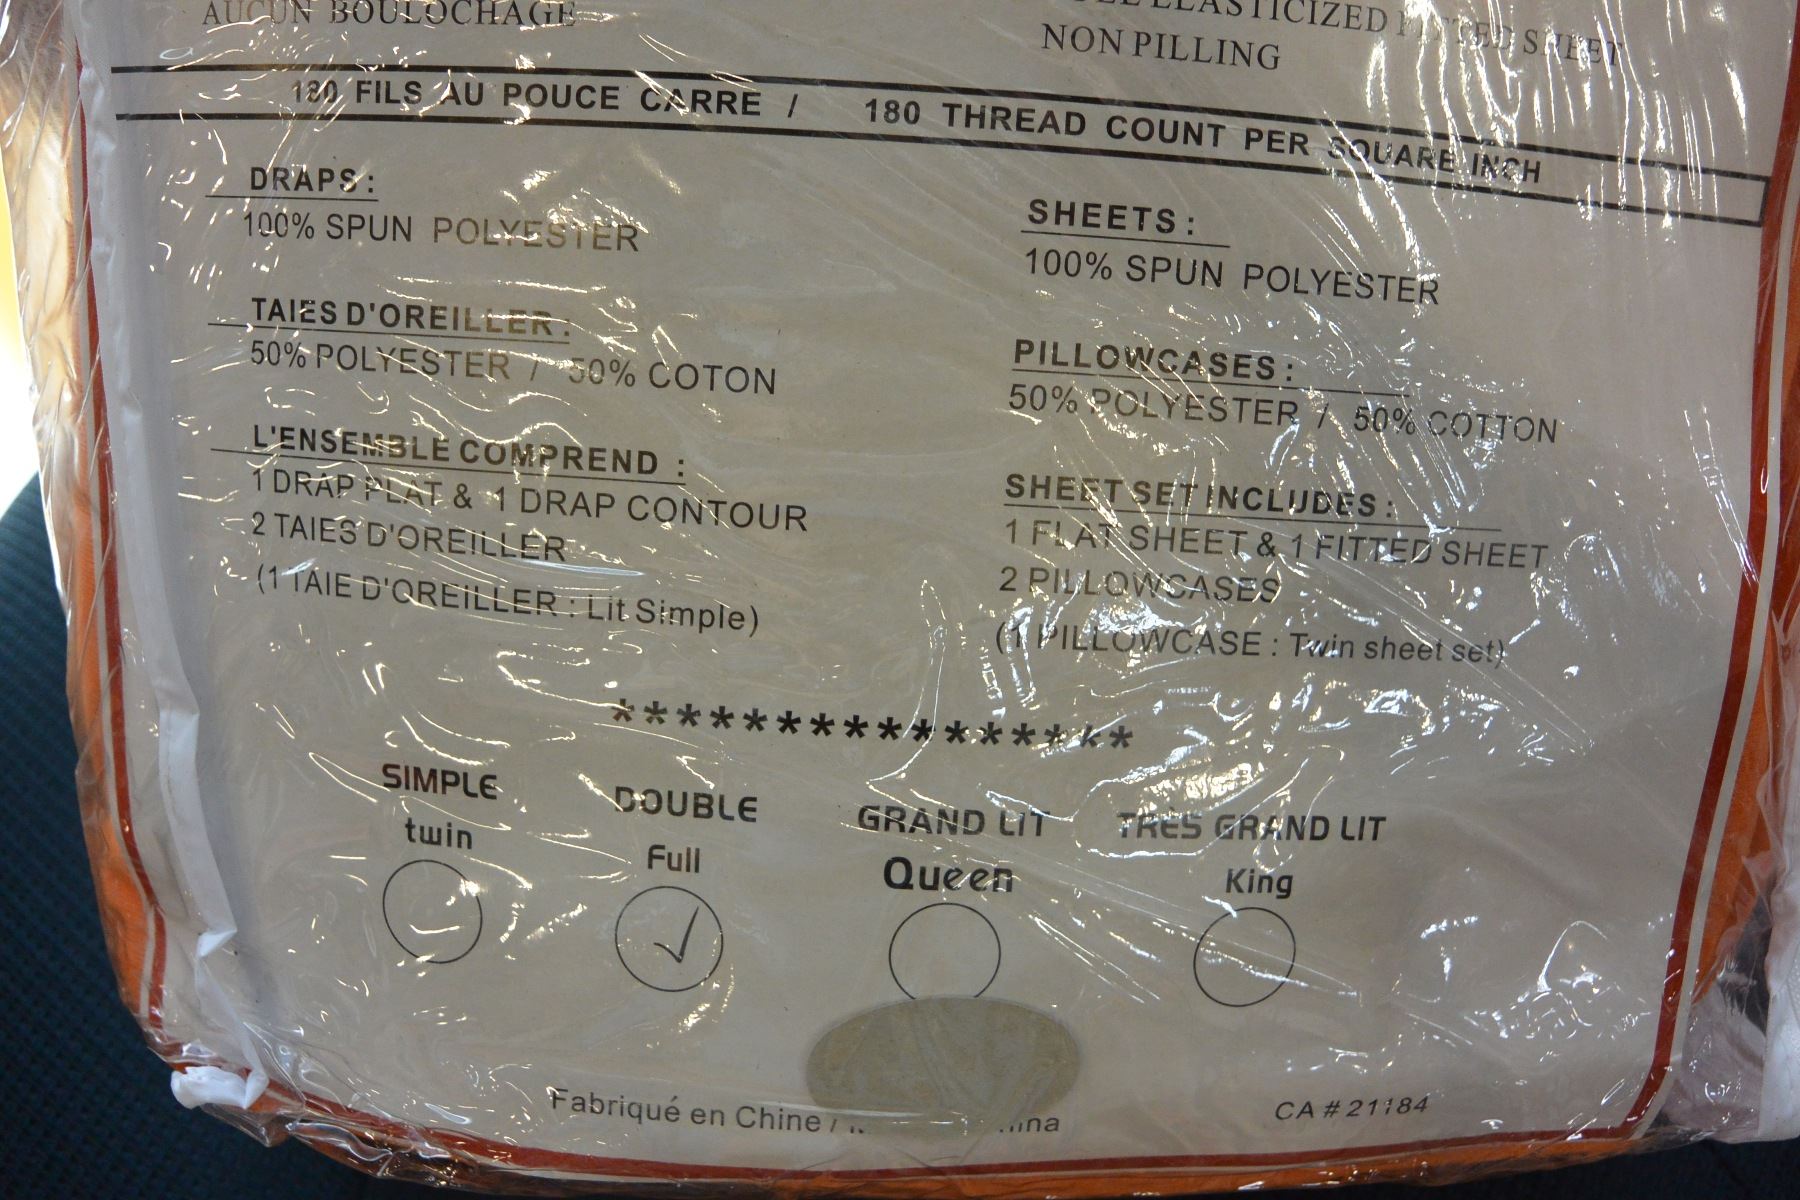 AUCUN BOULOCHAGE
ELASTICIZED FITTED SHEET
NON PILLING
180 FILS AU POUCE CARRE / 180 THREAD COUNT PER SQUARE INCH
DRAPS :
100% SPUN POLYESTER
TAIES D'OREILLER :
50% POLYESTER / 50% COTON
L'ENSEMBLE COMPREND :
1 DRAP PLAT & 1 DRAP CONTOUR
2 TAIES D'OREILLER
(1 TAIE D'OREILLER : Lit Simple)
SHEETS :
100% SPUN POLYESTER
PILLOWCASES :
50% POLYESTER / 50% COTTON
SHEET SET INCLUDES :
1 FLAT SHEET & 1 FITTED SHEET
2 PILLOWCASES
(1 PILLOWCASE : Twin sheet set)
****************
SIMPLE
twin
DOUBLE
Full
GRAND LIT
Queen
TRÈS GRAND LIT
King
Fabriqué en Chine /
CA # 21184